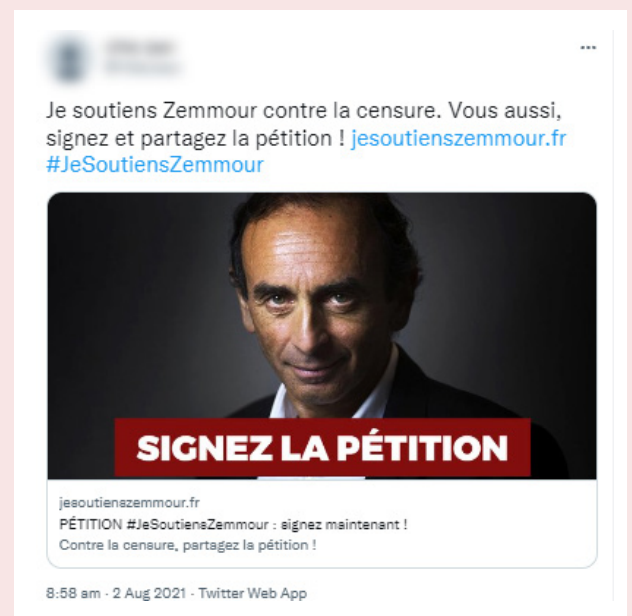 Je soutiens Zemmour contre la censure. Vous aussi,
signez et partagez la pétition ! jesoutienszemmour.fr
#JeSoutiensZemmour
SIGNEZ LA PÉTITION
jesoutienszemmour.fr
PÉTITION #JeSoutiensZemmour : signez maintenant !
Contre la censure, partagez la pétition !
8:58 am · 2 Aug 2021 · Twitter Web App